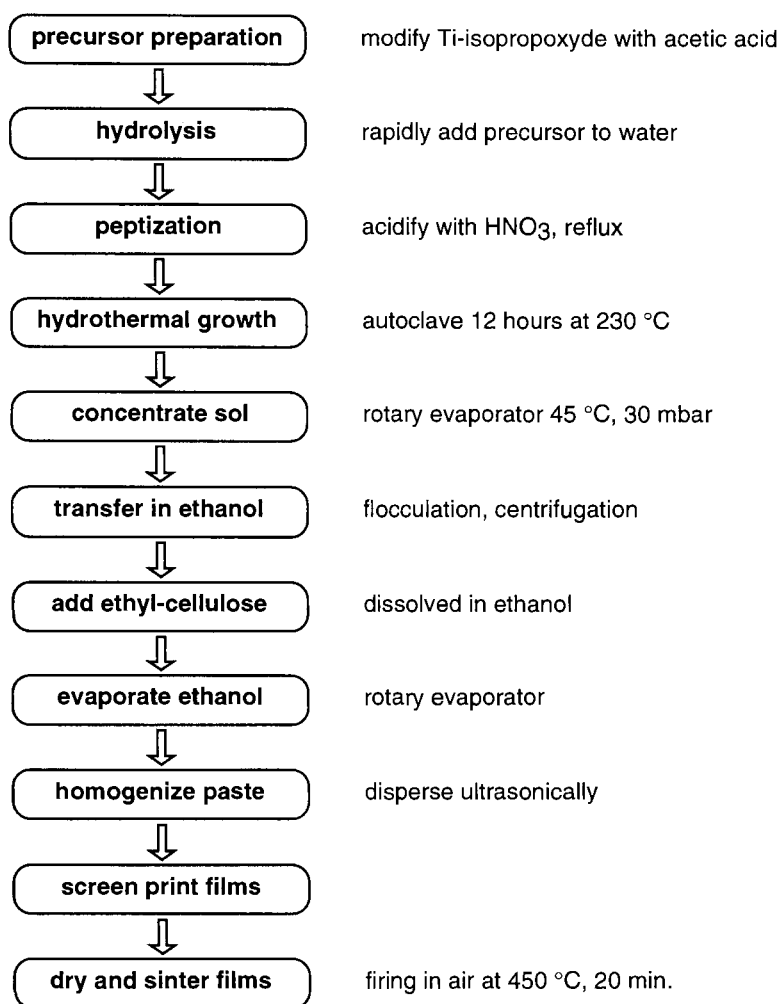 precursor preparation modify Ti-isopropoxyde with acetic acid
hydrolysis rapidly add precursor to water
peptization acidify with HNO3, reflux
hydrothermal growth autoclave 12 hours at 230 °C
concentrate sol rotary evaporator 45 °C, 30 mbar
transfer in ethanol flocculation, centrifugation
add ethyl-cellulose dissolved in ethanol
evaporate ethanol rotary evaporator
homogenize paste disperse ultrasonically
screen print films
dry and sinter films firing in air at 450 °C, 20 min.